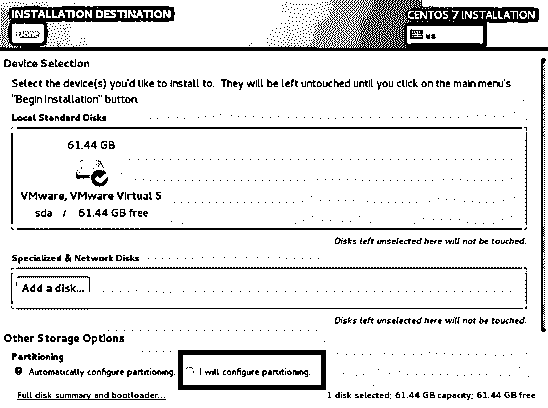 INSTALLATION DESTINATION
CENTOS 7 INSTALLATION
Done
us
Device Selection
Select the device(s) you'd like to install to. They will be left untouched until you click on the main menu's
"Begin Installation" button.
Local Standard Disks
61.44 GB
VMware, VMware Virtual S
sda / 61.44 GB free
Disks left unselected here will not be touched.
Specialized & Network Disks
Add a disk...
Disks left unselected here will not be touched.
Other Storage Options
Partitioning
Automatically configure partitioning. I will configure partitioning.
Full disk summary and bootloader... 1 disk selected; 61.44 GB capacity; 61.44 GB free